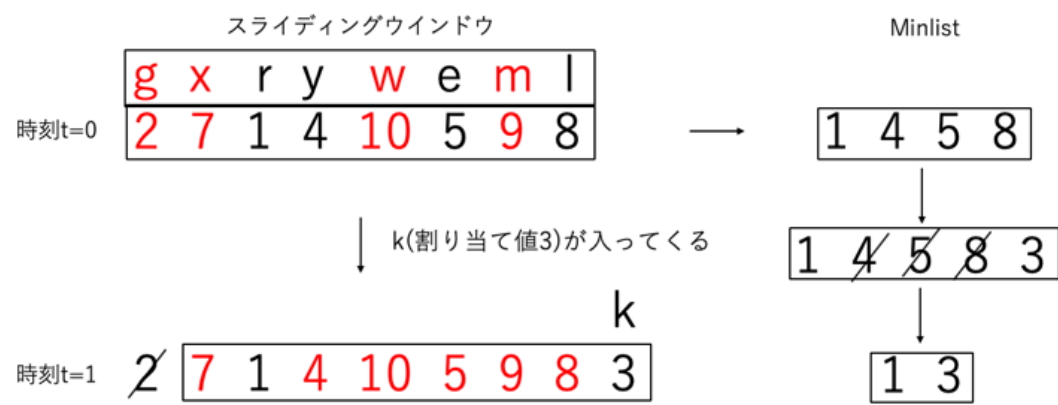 スライディングウインドウ
Minlist
g x r y w e m l
時刻t=0
2 7 1 4 10 5 9 8
1 4 5 8
k(割り当て値3)が入ってくる
1 4 5 8 3
k
時刻t=1
2 7 1 4 10 5 9 8 3
1 3